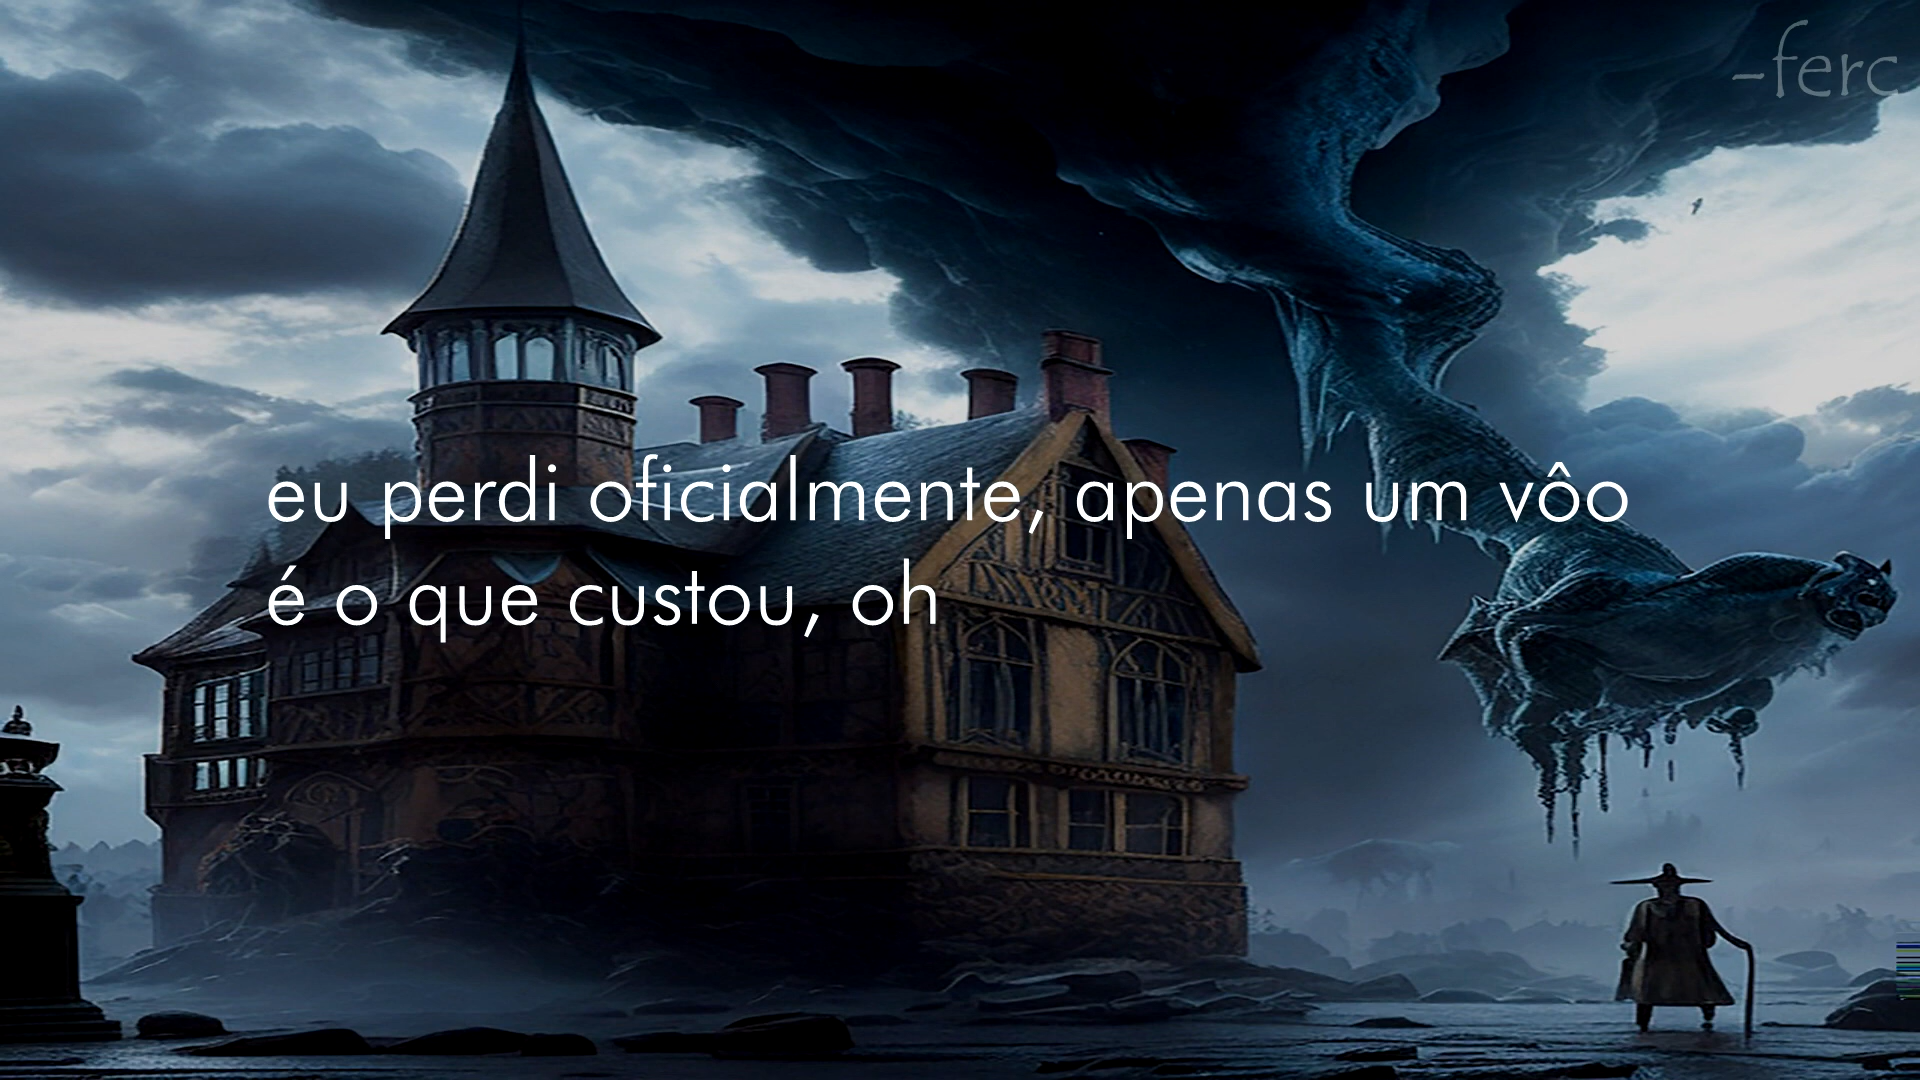 -ferc
eu perdi oficialmente, apenas um vôo
é o que custou, oh